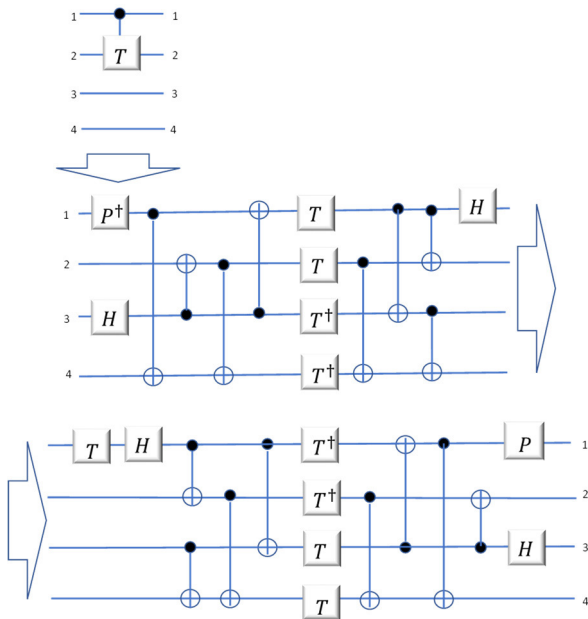 1 1
2 T 2
3 3
4 4
1 P† T H
2 T
3 H T†
4 T†
T H T† P 1
T† 2
T H 3
T 4